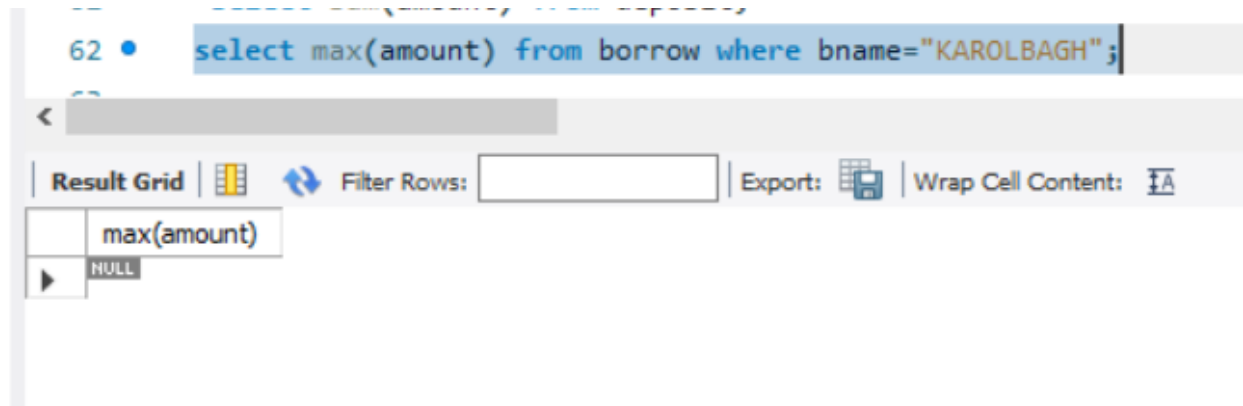 62 select max(amount) from borrow where bname="KAROLBAGH";
Result Grid Filter Rows: Export: Wrap Cell Content: IA
max(amount)
NULL